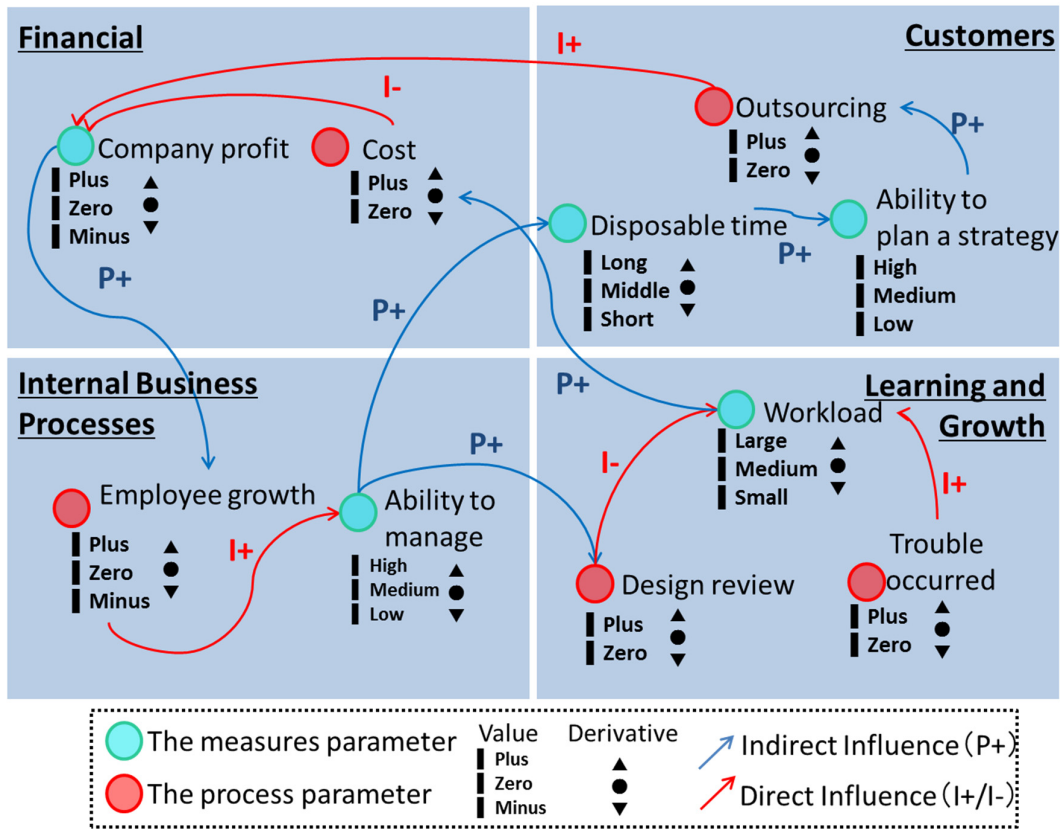 Financial
I-
Company profit
Plus
Zero
Minus
Cost
Plus
Zero
P+
P+
I+
Customers
Outsourcing
Plus
Zero
P+
Disposable time
Long
Middle
Short
P+
Ability to
plan a strategy
High
Medium
Low
Internal Business
Processes
Employee growth
Plus
Zero
Minus
I+
Ability to
manage
High
Medium
Low
P+
P+
Learning and
Growth
Workload
Large
Medium
Small
I-
I+
Design review
Plus
Zero
Trouble
occurred
Plus
Zero
The measures parameter
The process parameter
Value
Plus
Zero
Minus
Derivative
Indirect Influence (P+)
Direct Influence (I+/I-)